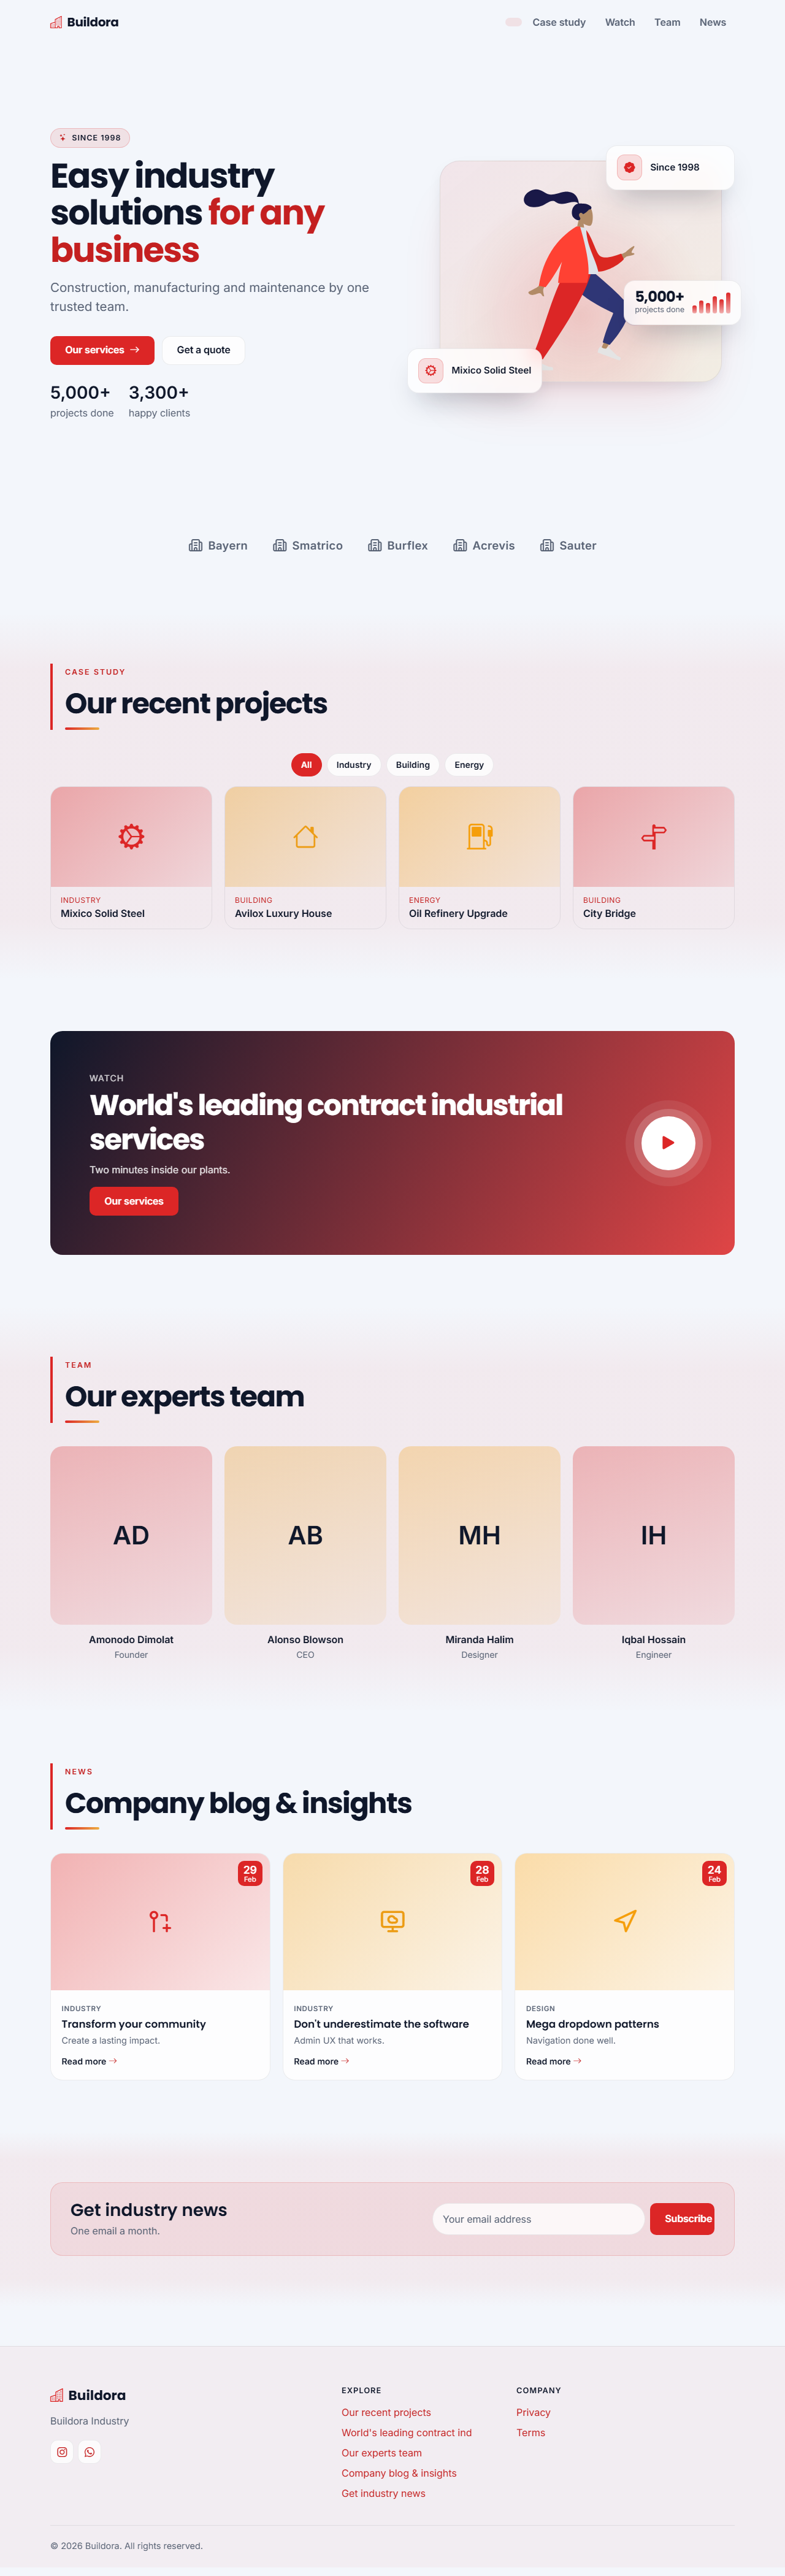 Buildora
Case study
Watch
Team
News
SINCE 1998
Easy industry
solutions for any
business
Construction, manufacturing and maintenance by one
trusted team.
Our services
Get a quote
5,000+
projects done
3,300+
happy clients
Since 1998
5,000+
projects done
Mixico Solid Steel
Bayern
Smatrico
Burflex
Acrevis
Sauter
CASE STUDY
Our recent projects
All
Industry
Building
Energy
INDUSTRY
Mixico Solid Steel
BUILDING
Avilox Luxury House
ENERGY
Oil Refinery Upgrade
BUILDING
City Bridge
WATCH
World's leading contract industrial
services
Two minutes inside our plants.
Our services
TEAM
Our experts team
AD
Amonodo Dimolat
Founder
AB
Alonso Blowson
CEO
MH
Miranda Halim
Designer
IH
Iqbal Hossain
Engineer
NEWS
Company blog & insights
29
Feb
INDUSTRY
Transform your community
Create a lasting impact.
Read more
28
Feb
INDUSTRY
Don't underestimate the software
Admin UX that works.
Read more
24
Feb
DESIGN
Mega dropdown patterns
Navigation done well.
Read more
Get industry news
One email a month.
Your email address
Subscribe
Buildora
Buildora Industry
EXPLORE
Our recent projects
World's leading contract ind
Our experts team
Company blog & insights
Get industry news
COMPANY
Privacy
Terms
© 2026 Buildora. All rights reserved.